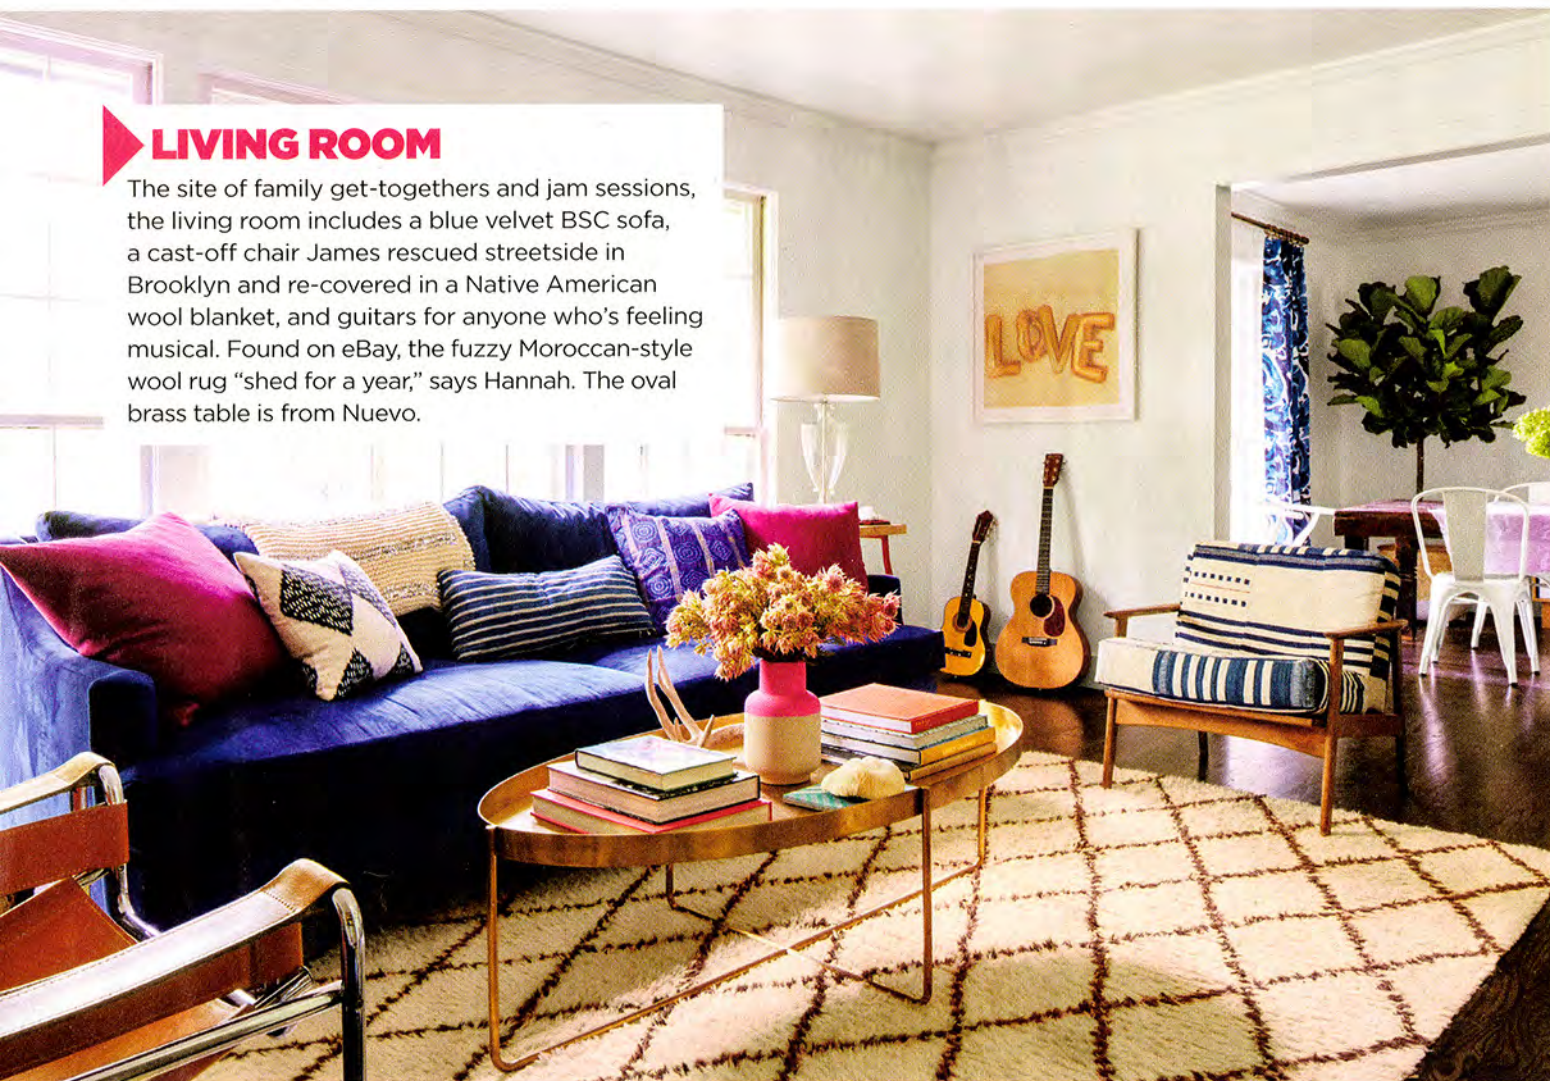 LIVING ROOM
The site of family get-togethers and jam sessions,
the living room includes a blue velvet BSC sofa,
a cast-off chair James rescued streetside in
Brooklyn and re-covered in a Native American
wool blanket, and guitars for anyone who’s feeling
musical. Found on eBay, the fuzzy Moroccan-style
wool rug “shed for a year,” says Hannah. The oval
brass table is from Nuevo.
LOVE